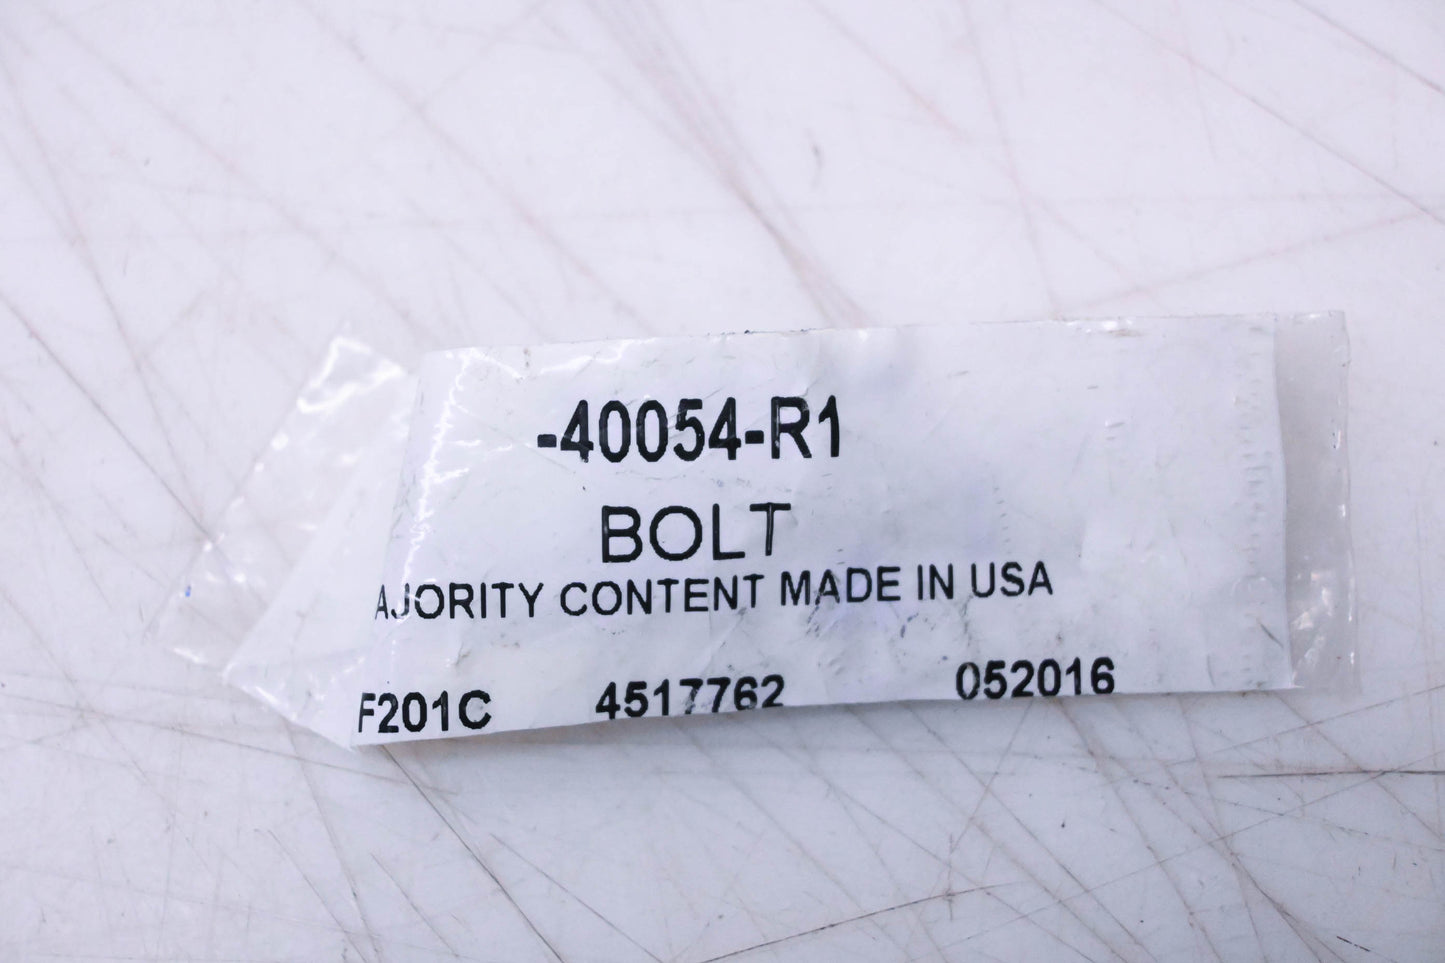 -40054-R1
BOLT
AJORITY CONTENT MADE IN USA
F201C 4517762 052016